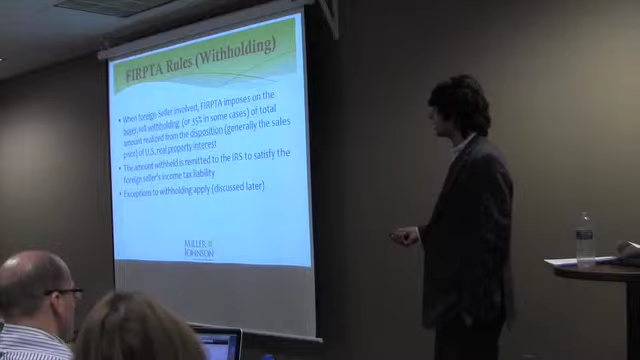 FIRPTA Rules (Withholding)
• When foreign Seller involved, FIRPTA imposes on the
buyer, 10% withholding (or 35% in some cases) of total
amount realized from the disposition (generally the sales
price) of U.S. real property interest
• The amount withheld is remitted to the IRS to satisfy the
foreign seller's income tax liability
• Exceptions to withholding apply (discussed later)
MILLER
JOHNSON